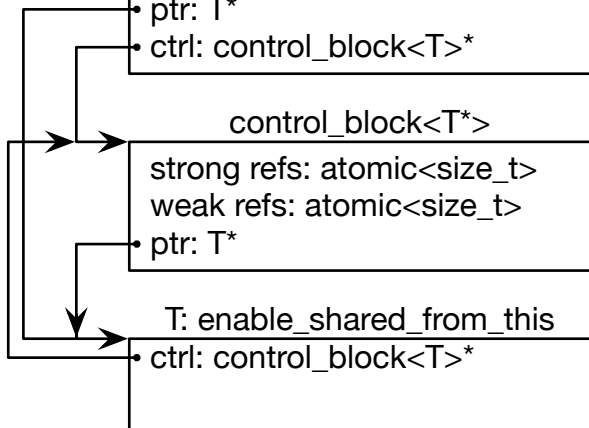 ptr: T*
ctrl: control_block<T>*
control_block<T*>
strong refs: atomic<size_t>
weak refs: atomic<size_t>
ptr: T*
T: enable_shared_from_this
ctrl: control_block<T>*